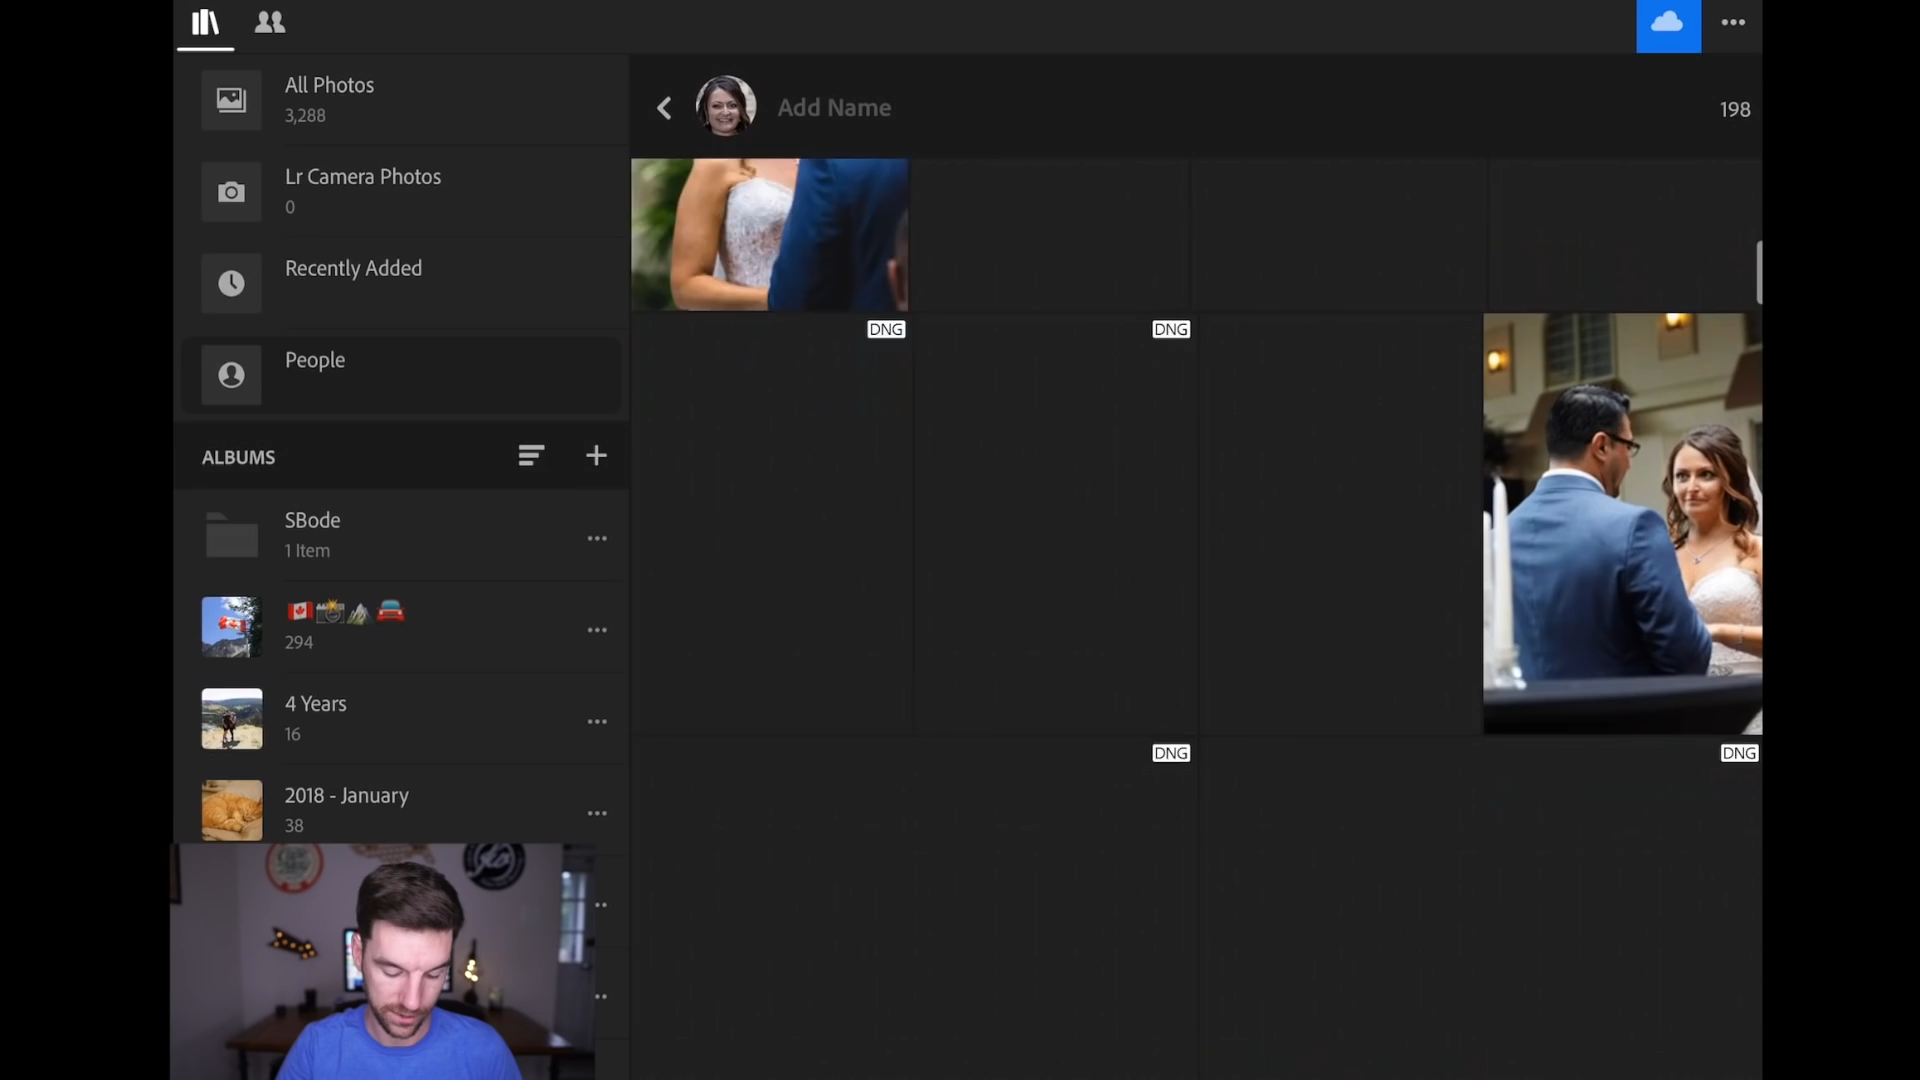 All Photos
3,288
Lr Camera Photos
0
Recently Added
People
ALBUMS
SBode
1 Item
294
4 Years
16
2018 - January
38
Add Name
198
DNG
DNG
DNG
DNG